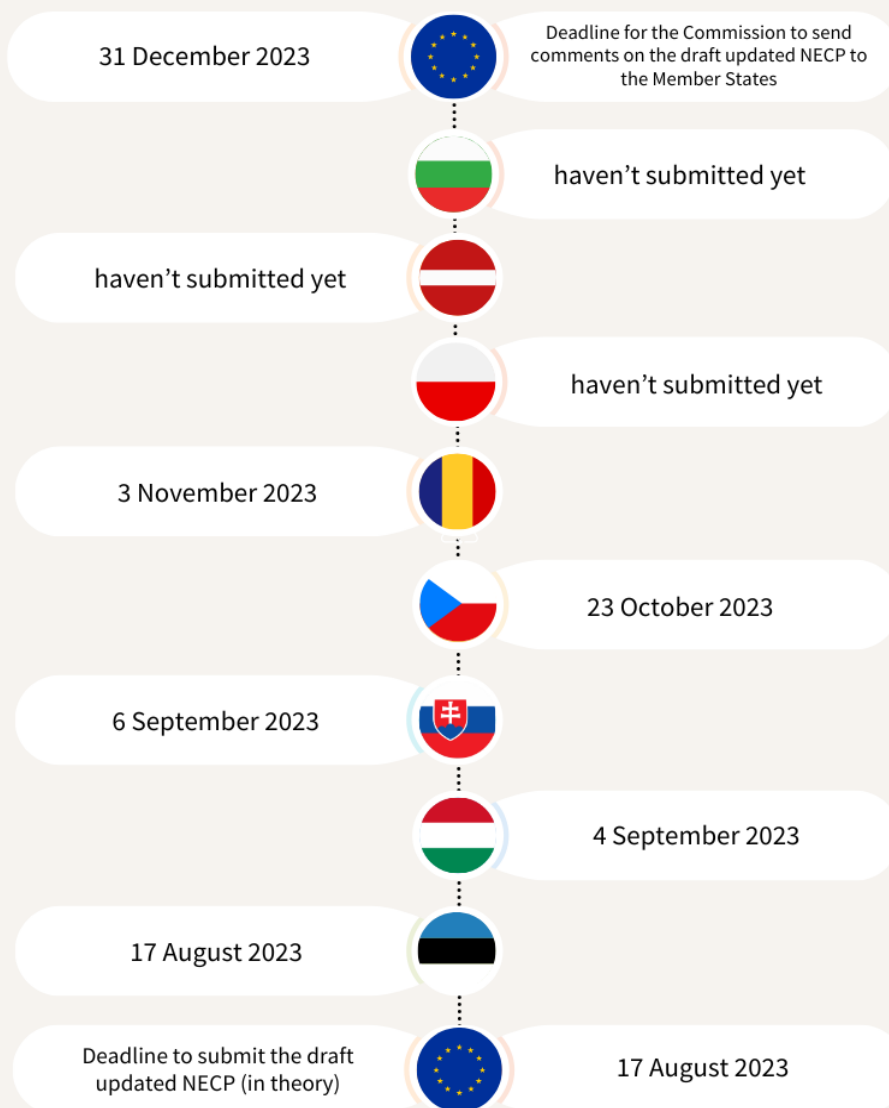 31 December 2023
Deadline for the Commission to send
comments on the draft updated NECP to
the Member States
haven’t submitted yet
haven’t submitted yet
haven’t submitted yet
3 November 2023
23 October 2023
6 September 2023
4 September 2023
17 August 2023
Deadline to submit the draft
updated NECP (in theory)
17 August 2023